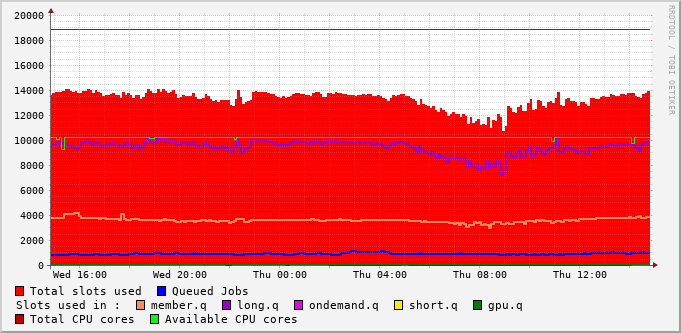 20000
18000
16000
14000
12000
10000
8000
6000
4000
2000
0
Wed 16:00 Wed 20:00 Thu 00:00 Thu 04:00 Thu 08:00 Thu 12:00
RRDTOOL / TOBI OETIKER
Total slots used Queued Jobs
Slots used in : member.q long.q ondemand.q short.q gpu.q
Total CPU cores Available CPU cores